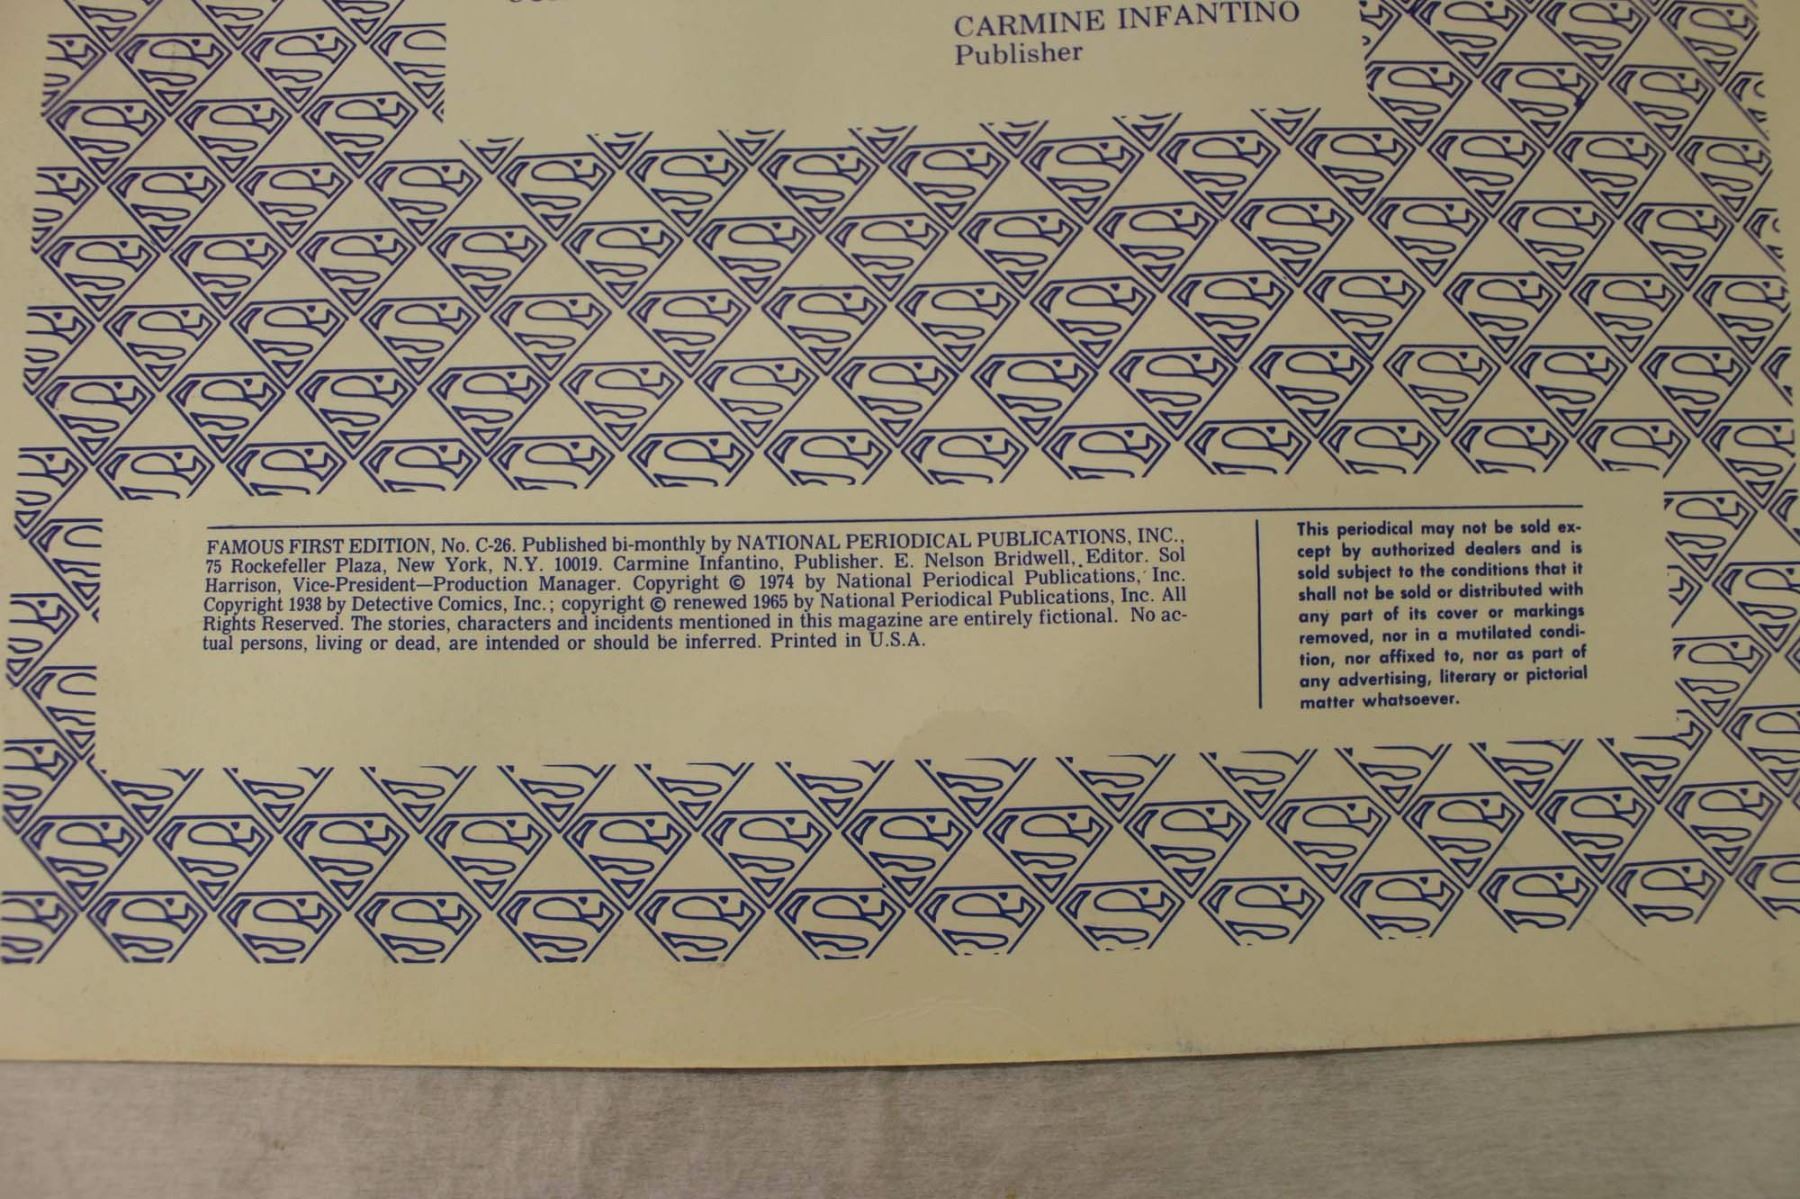 CARMINE INFANTINO
Publisher
FAMOUS FIRST EDITION, No. C-26. Published bi-monthly by NATIONAL PERIODICAL PUBLICATIONS, INC.,
75 Rockefeller Plaza, New York, N.Y. 10019. Carmine Infantino, Publisher. E. Nelson Bridwell, Editor. Sol
Harrison, Vice-President—Production Manager. Copyright © 1974 by National Periodical Publications, Inc.
Copyright 1938 by Detective Comics, Inc.; copyright © renewed 1965 by National Periodical Publications, Inc. All
Rights Reserved. The stories, characters and incidents mentioned in this magazine are entirely fictional. No ac-
tual persons, living or dead, are intended or should be inferred. Printed in U.S.A.
This periodical may not be sold ex-
cept by authorized dealers and is
sold subject to the conditions that it
shall not be sold or distributed with
any part of its cover or markings
removed, nor in a mutilated condi-
tion, nor affixed to, nor as part of
any advertising, literary or pictorial
matter whatsoever.